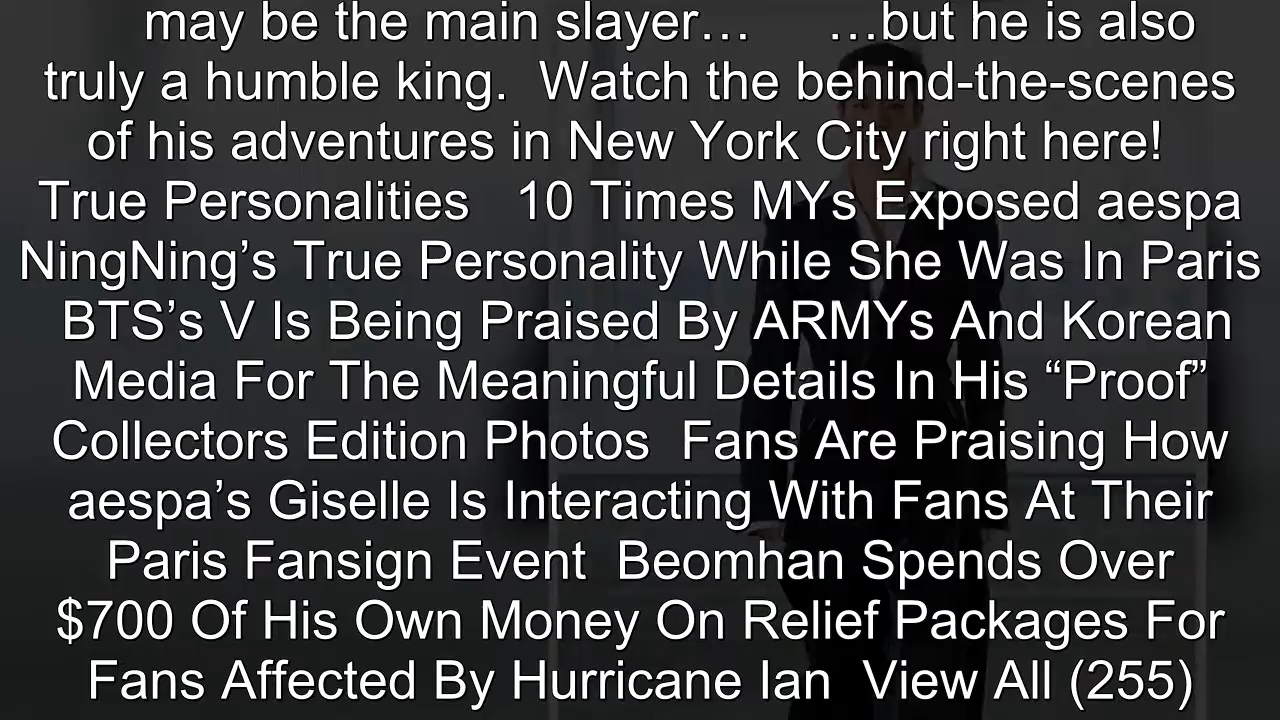 may be the main slayer… …but he is also
truly a humble king. Watch the behind-the-scenes
of his adventures in New York City right here!
True Personalities 10 Times MYs Exposed aespa
NingNing’s True Personality While She Was In Paris
BTS’s V Is Being Praised By ARMYs And Korean
Media For The Meaningful Details In His “Proof”
Collectors Edition Photos Fans Are Praising How
aespa’s Giselle Is Interacting With Fans At Their
Paris Fansign Event Beomhan Spends Over
$700 Of His Own Money On Relief Packages For
Fans Affected By Hurricane Ian View All (255)